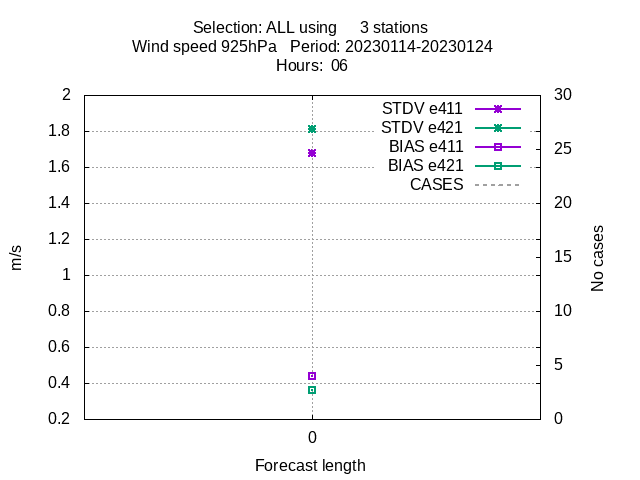 Selection: ALL using 3 stations
Wind speed 925hPa Period: 20230114-20230124
Hours: 06
2
1.8
1.6
1.4
1.2
1
0.8
0.6
0.4
0.2
m/s
STDV e411
STDV e421
BIAS e411
BIAS e421
CASES
30
25
20
15
10
5
0
No cases
0
Forecast length